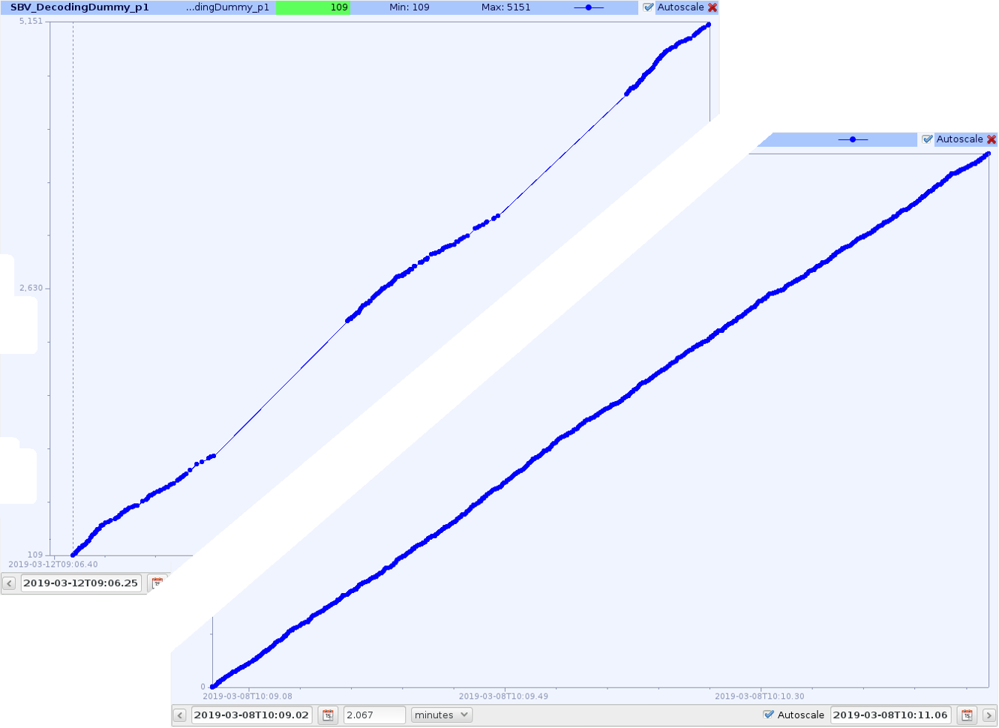 SBV_DecodingDummy_p1 ...dingDummy_p1 109 Min: 109 Max: 5151 Autoscale
5,151
2,630
109
2019-03-12T09:06.40
2019-03-12T09:06.25
Autoscale
0
2019-03-08T10:09.08 2019-03-08T10:09.49 2019-03-08T10:10.30
2019-03-08T10:09.02 2.067 minutes Autoscale 2019-03-08T10:11.06